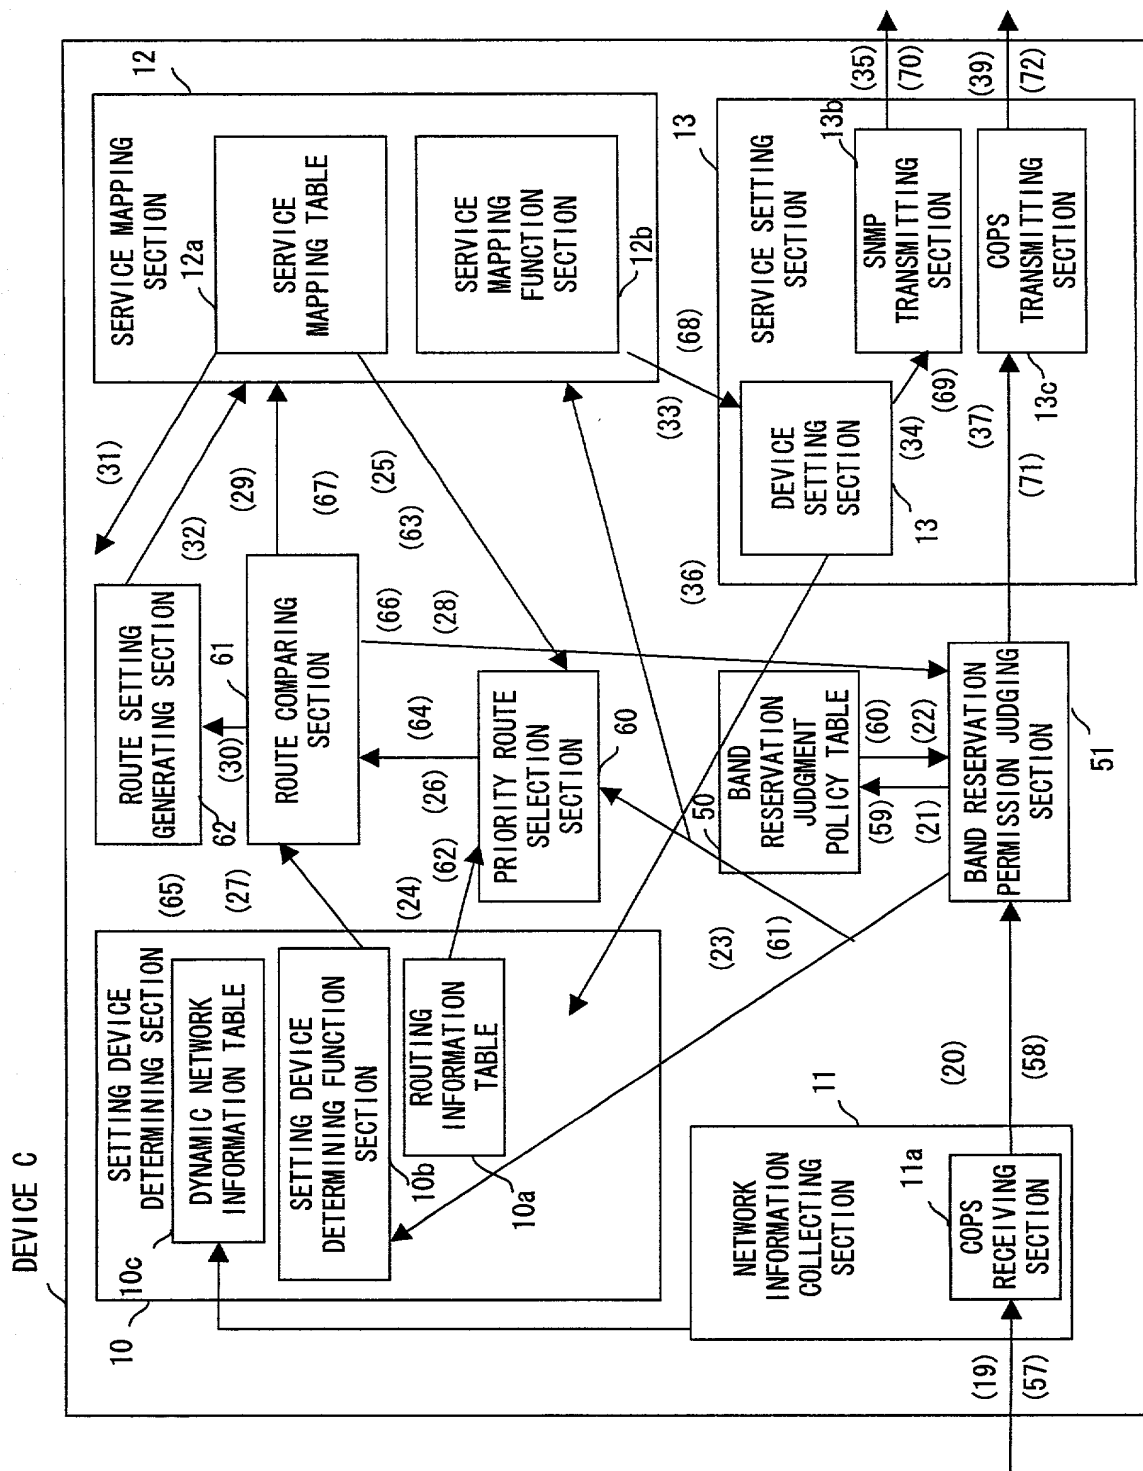 DEVICE C
10
SETTING DEVICE
DETERMINING SECTION
10c
DYNAMIC NETWORK
INFORMATION TABLE
SETTING DEVICE
DETERMINING FUNCTION
SECTION
10b
ROUTING
INFORMATION
TABLE
10a
(65)
(27)
(24)
(62)
62
ROUTE SETTING
GENERATING SECTION
(30)
61
ROUTE COMPARING
SECTION
(26)
(64)
PRIORITY ROUTE
SELECTION
SECTION
60
(31)
(32)
(29)
(67)
(25)
(63)
(66)
(28)
12
SERVICE MAPPING
SECTION
12a
SERVICE
MAPPING TABLE
SERVICE
MAPPING
FUNCTION
SECTION
12b
(33)
(68)
(23)
(61)
11
NETWORK
INFORMATION
COLLECTING
SECTION
11a
COPS
RECEIVING
SECTION
(19)
(57)
(20)
(58)
50
BAND
RESERVATION
JUDGMENT
POLICY TABLE
(59)
(21)
(60)
(22)
BAND RESERVATION
PERMISSION JUDGING
SECTION
51
(36)
13
SERVICE SETTING
SECTION
DEVICE
SETTING
SECTION
13
(34)
(69)
13b
SNMP
TRANSMITTING
SECTION
(37)
(71)
COPS
TRANSMITTING
SECTION
13c
(35)
(70)
(39)
(72)